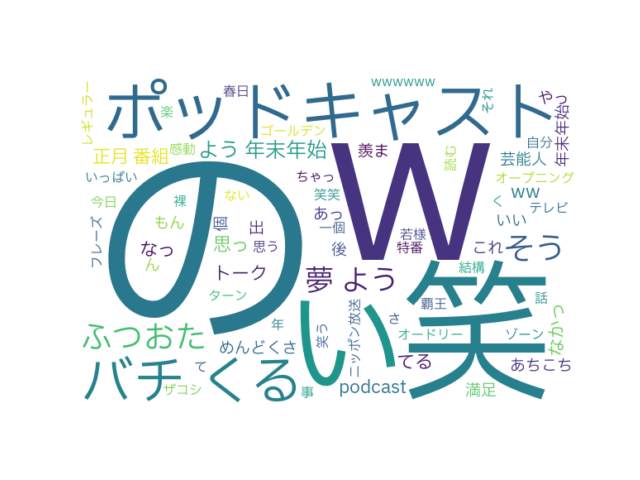 wwwwww
ポッドキャスト
レギュラー
楽
春日
それ
やっ
正月 番組
感動
ゴールデン
よう 年末年始
羨ま
読む
自分
芸能人
年末年始っ
いっぱい
ちゃっ
オープニング
の
W
笑
い
今日
裸
ない
笑笑
ww
く
テレビ
フレーズ
もん
個
出
あっ
一個
いい
なっ
ん
思っ
思う
後
若様
特番
これ
そう
トーク
夢 よう
結構
話
なかっ
ターン
年
笑う
ニッポン放送
さ
覇王
オードリー
ゾーン
ふつおた
めんどくさ
てる
あちこち
バチ
て
くる
ザコシ
事
podcast
満足